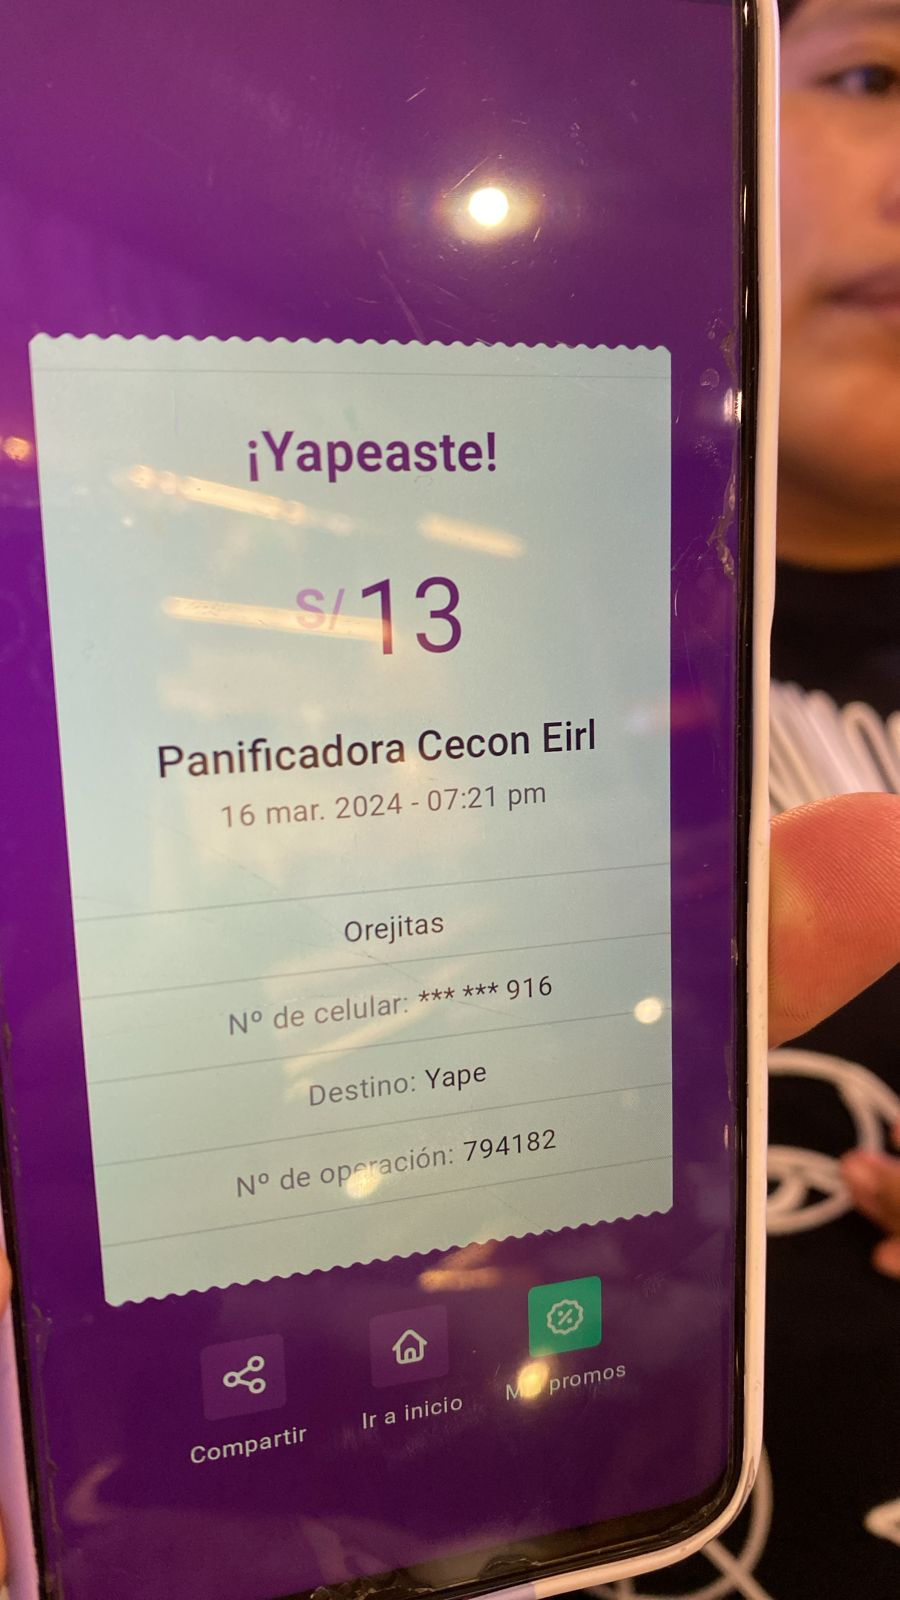 ¡Yapeaste!
S/ 13
Panificadora Cecon Eirl
16 mar. 2024 - 07:21 pm
Orejitas
Nº de celular: *** *** 916
Destino: Yape
Nº de operación: 794182
Compartir
Ir a inicio
Mis promos